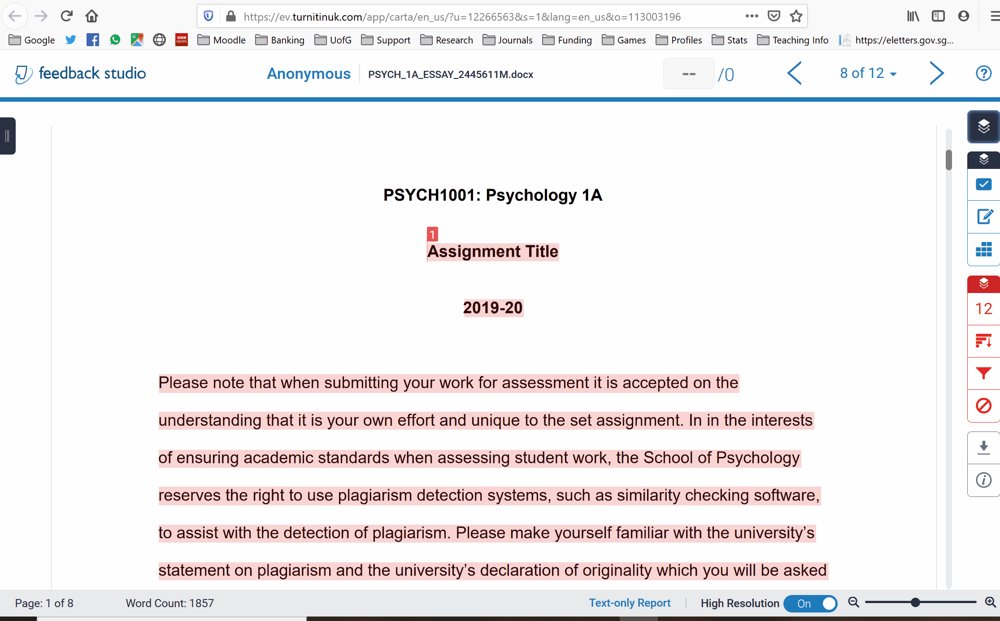 https://ev.turnitinuk.com/app/carta/en_us/?u=12266563&s=1&lang=en_us&o=113003196
Google
BBC NEWS
Moodle
Banking
UofG
Support
Research
Journals
Funding
Games
Profiles
Stats
Teaching Info
https://eletters.gov.sg...
feedback studio
Anonymous
PSYCH_1A_ESSAY_2445611M.docx
-- /0
8 of 12
?
PSYCH1001: Psychology 1A
1
Assignment Title
2019-20
12
Please note that when submitting your work for assessment it is accepted on the
understanding that it is your own effort and unique to the set assignment. In in the interests
of ensuring academic standards when assessing student work, the School of Psychology
reserves the right to use plagiarism detection systems, such as similarity checking software,
to assist with the detection of plagiarism. Please make yourself familiar with the university’s
statement on plagiarism and the university’s declaration of originality which you will be asked
Page: 1 of 8
Word Count: 1857
Text-only Report
High Resolution
On